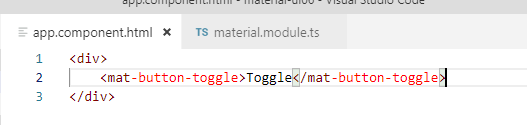 app.component.html - material-ui06 - Visual Studio Code
app.component.html × TS material.module.ts
1 <div>
2 <mat-button-toggle>Toggle</mat-button-toggle>
3 </div>